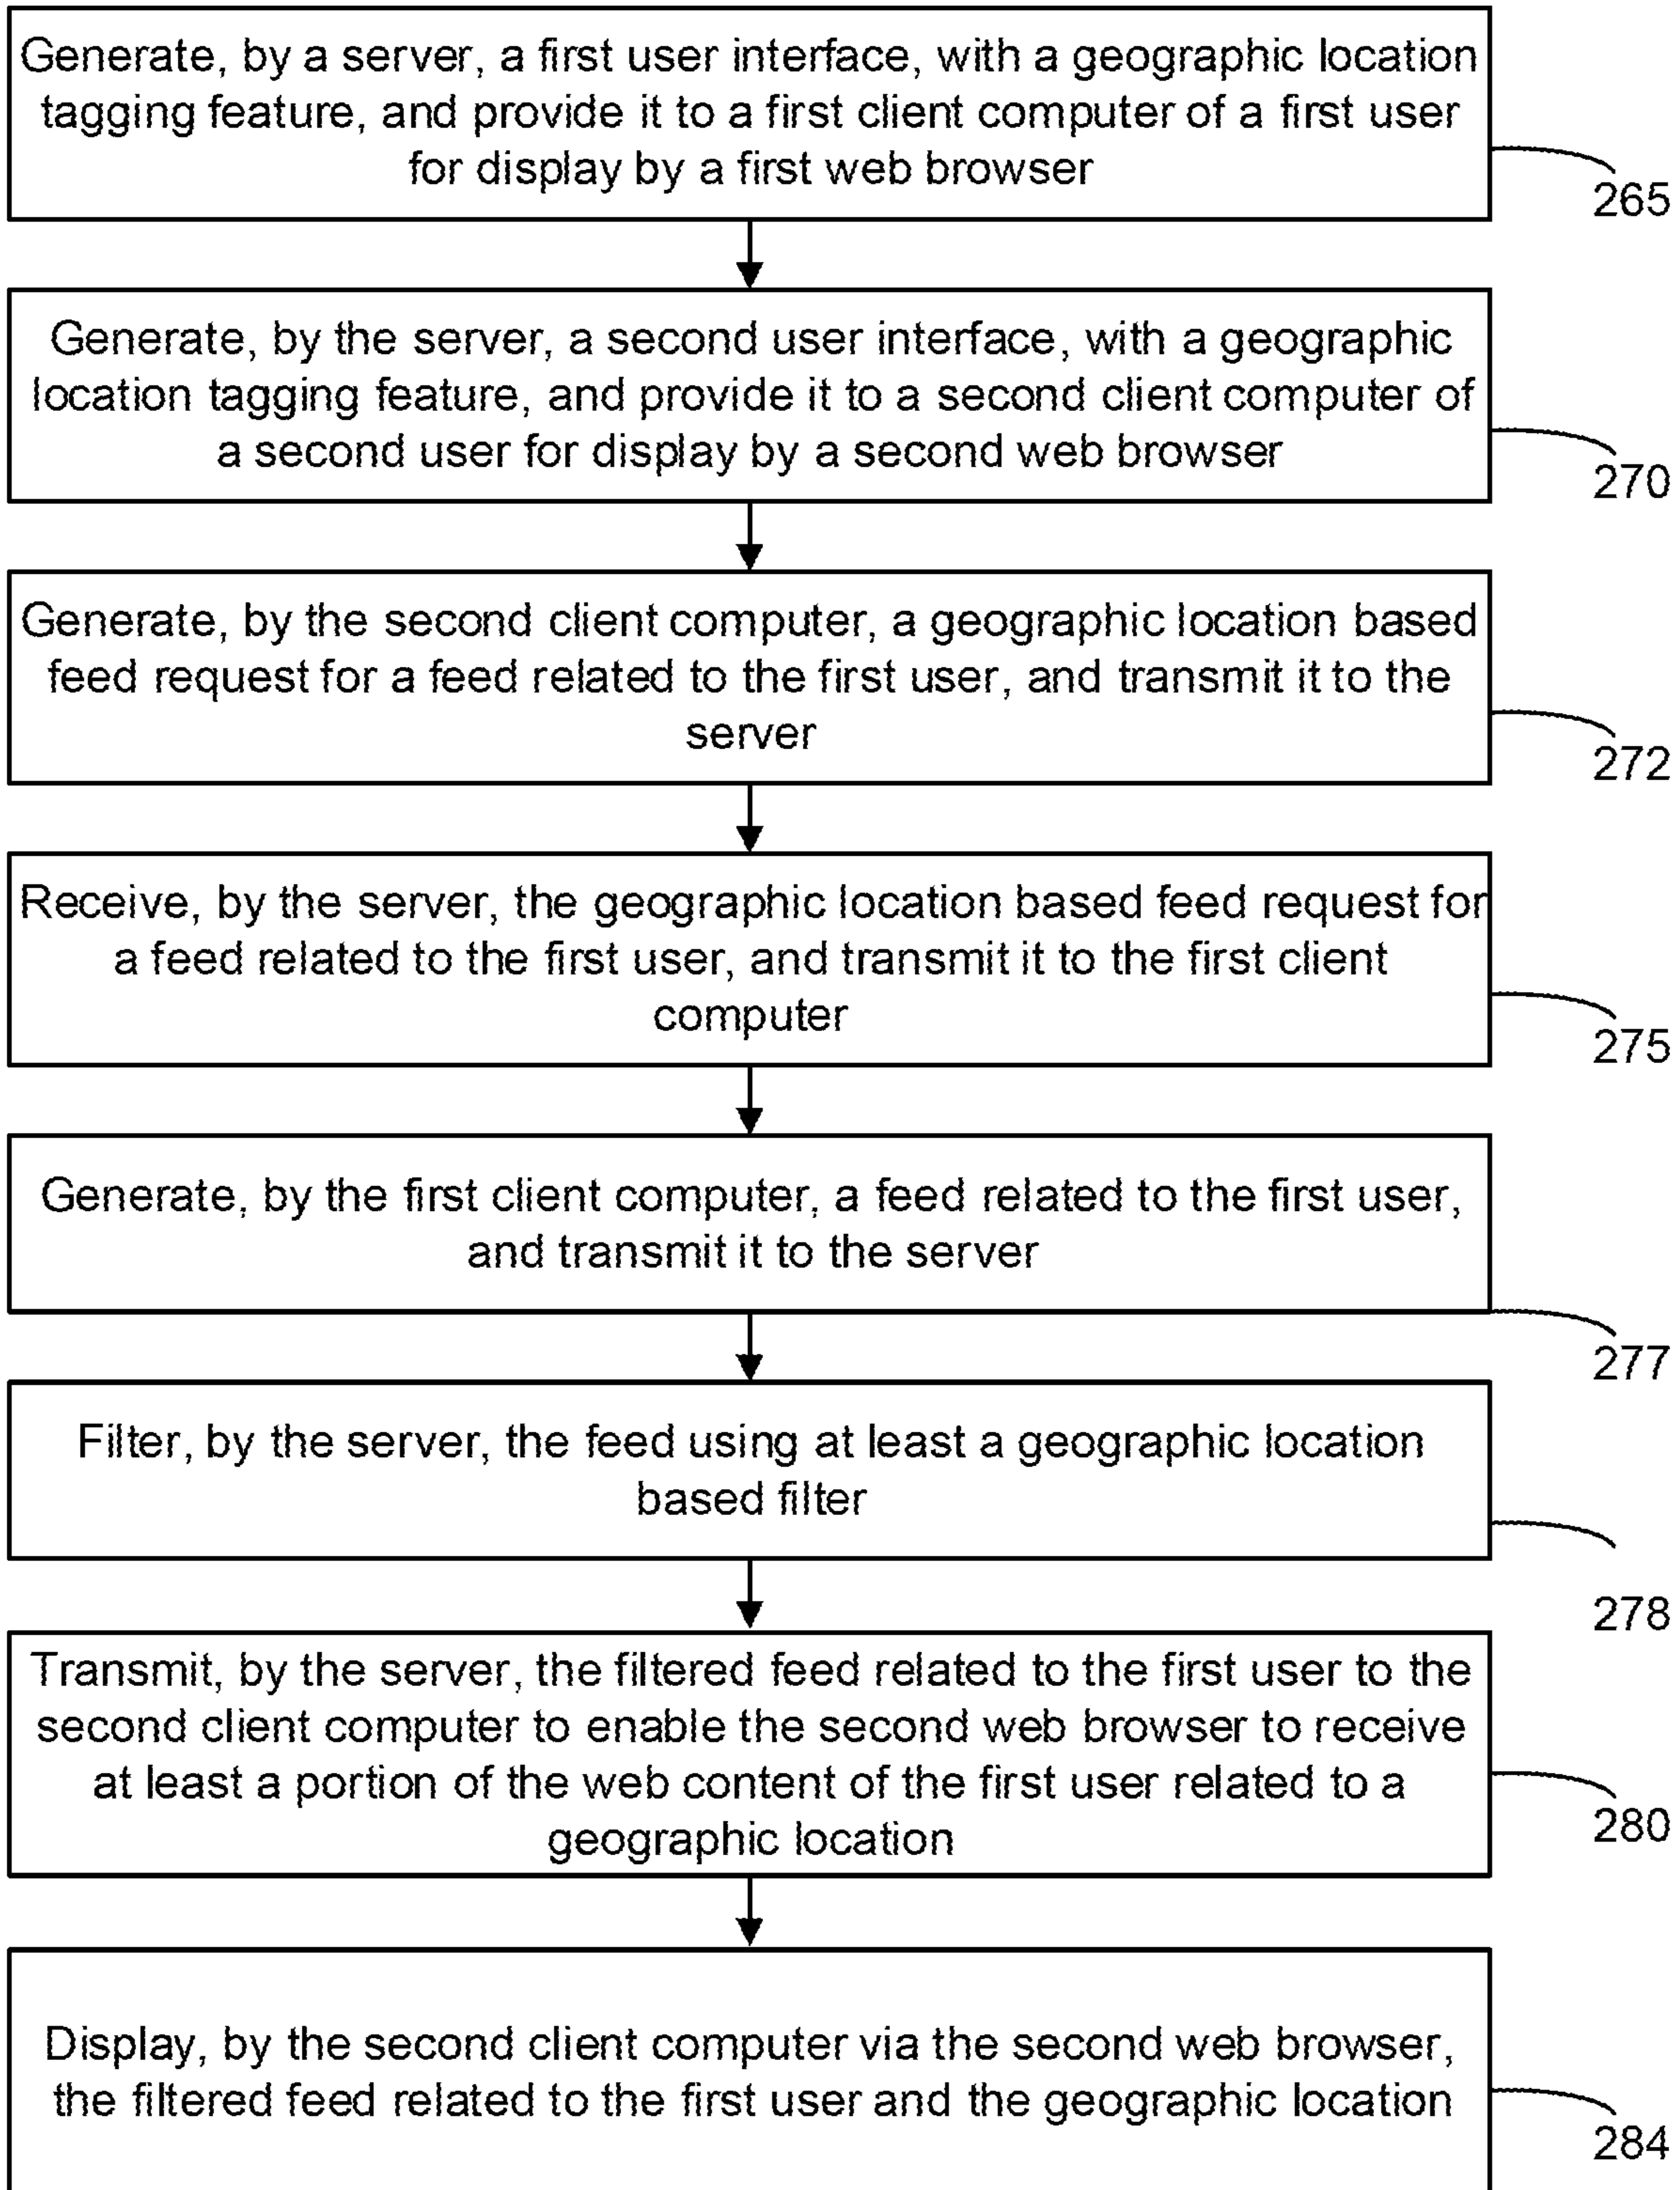 Generate, by a server, a first user interface, with a geographic location
tagging feature, and provide it to a first client computer of a first user
for display by a first web browser
265
Generate, by the server, a second user interface, with a geographic
location tagging feature, and provide it to a second client computer of
a second user for display by a second web browser
270
Generate, by the second client computer, a geographic location based
feed request for a feed related to the first user, and transmit it to the
server
272
Receive, by the server, the geographic location based feed request for
a feed related to the first user, and transmit it to the first client
computer
275
Generate, by the first client computer, a feed related to the first user,
and transmit it to the server
277
Filter, by the server, the feed using at least a geographic location
based filter
278
Transmit, by the server, the filtered feed related to the first user to the
second client computer to enable the second web browser to receive
at least a portion of the web content of the first user related to a
geographic location
280
Display, by the second client computer via the second web browser,
the filtered feed related to the first user and the geographic location
284